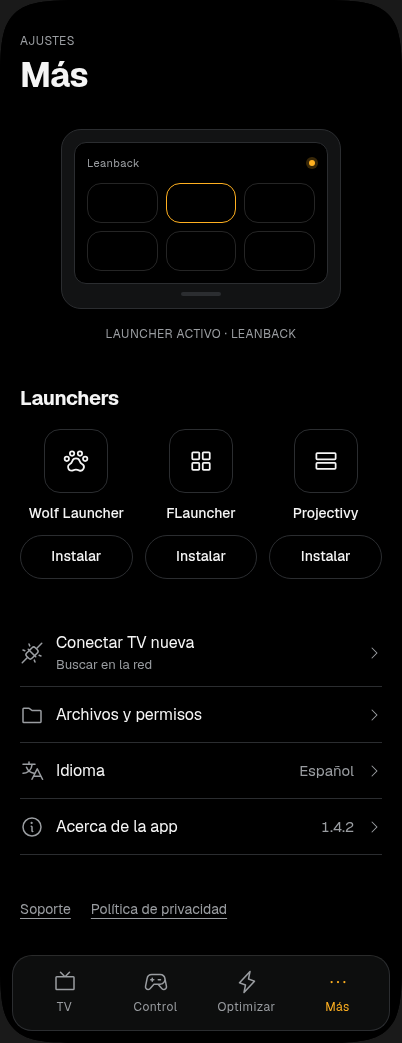 AJUSTES
Más
Leanback
LAUNCHER ACTIVO · LEANBACK
Launchers
Wolf Launcher
FLauncher
Projectivy
Instalar
Instalar
Instalar
Conectar TV nueva
Buscar en la red
Archivos y permisos
Idioma
Español
Acerca de la app
1.4.2
Soporte
Política de privacidad
TV
Control
Optimizar
Más